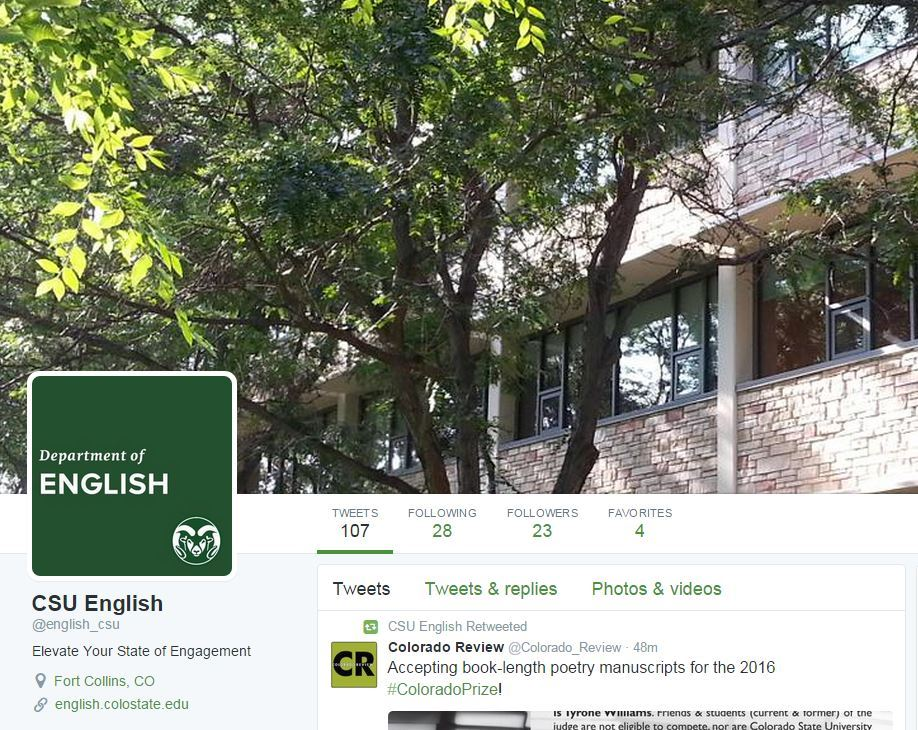 Department of
ENGLISH
TWEETS
107
FOLLOWING
28
FOLLOWERS
23
FAVORITES
4
CSU English
@english_csu
Elevate Your State of Engagement
Fort Collins, CO
english.colostate.edu
Tweets
Tweets & replies
Photos & videos
CSU English Retweeted
Colorado Review @Colorado_Review · 48m
CR
COLORADO REVIEW
Accepting book-length poetry manuscripts for the 2016
#ColoradoPrize!
is Tyrone Williams. Friends & students (current & former) of the
judge are not eligible to compete, nor are Colorado State University